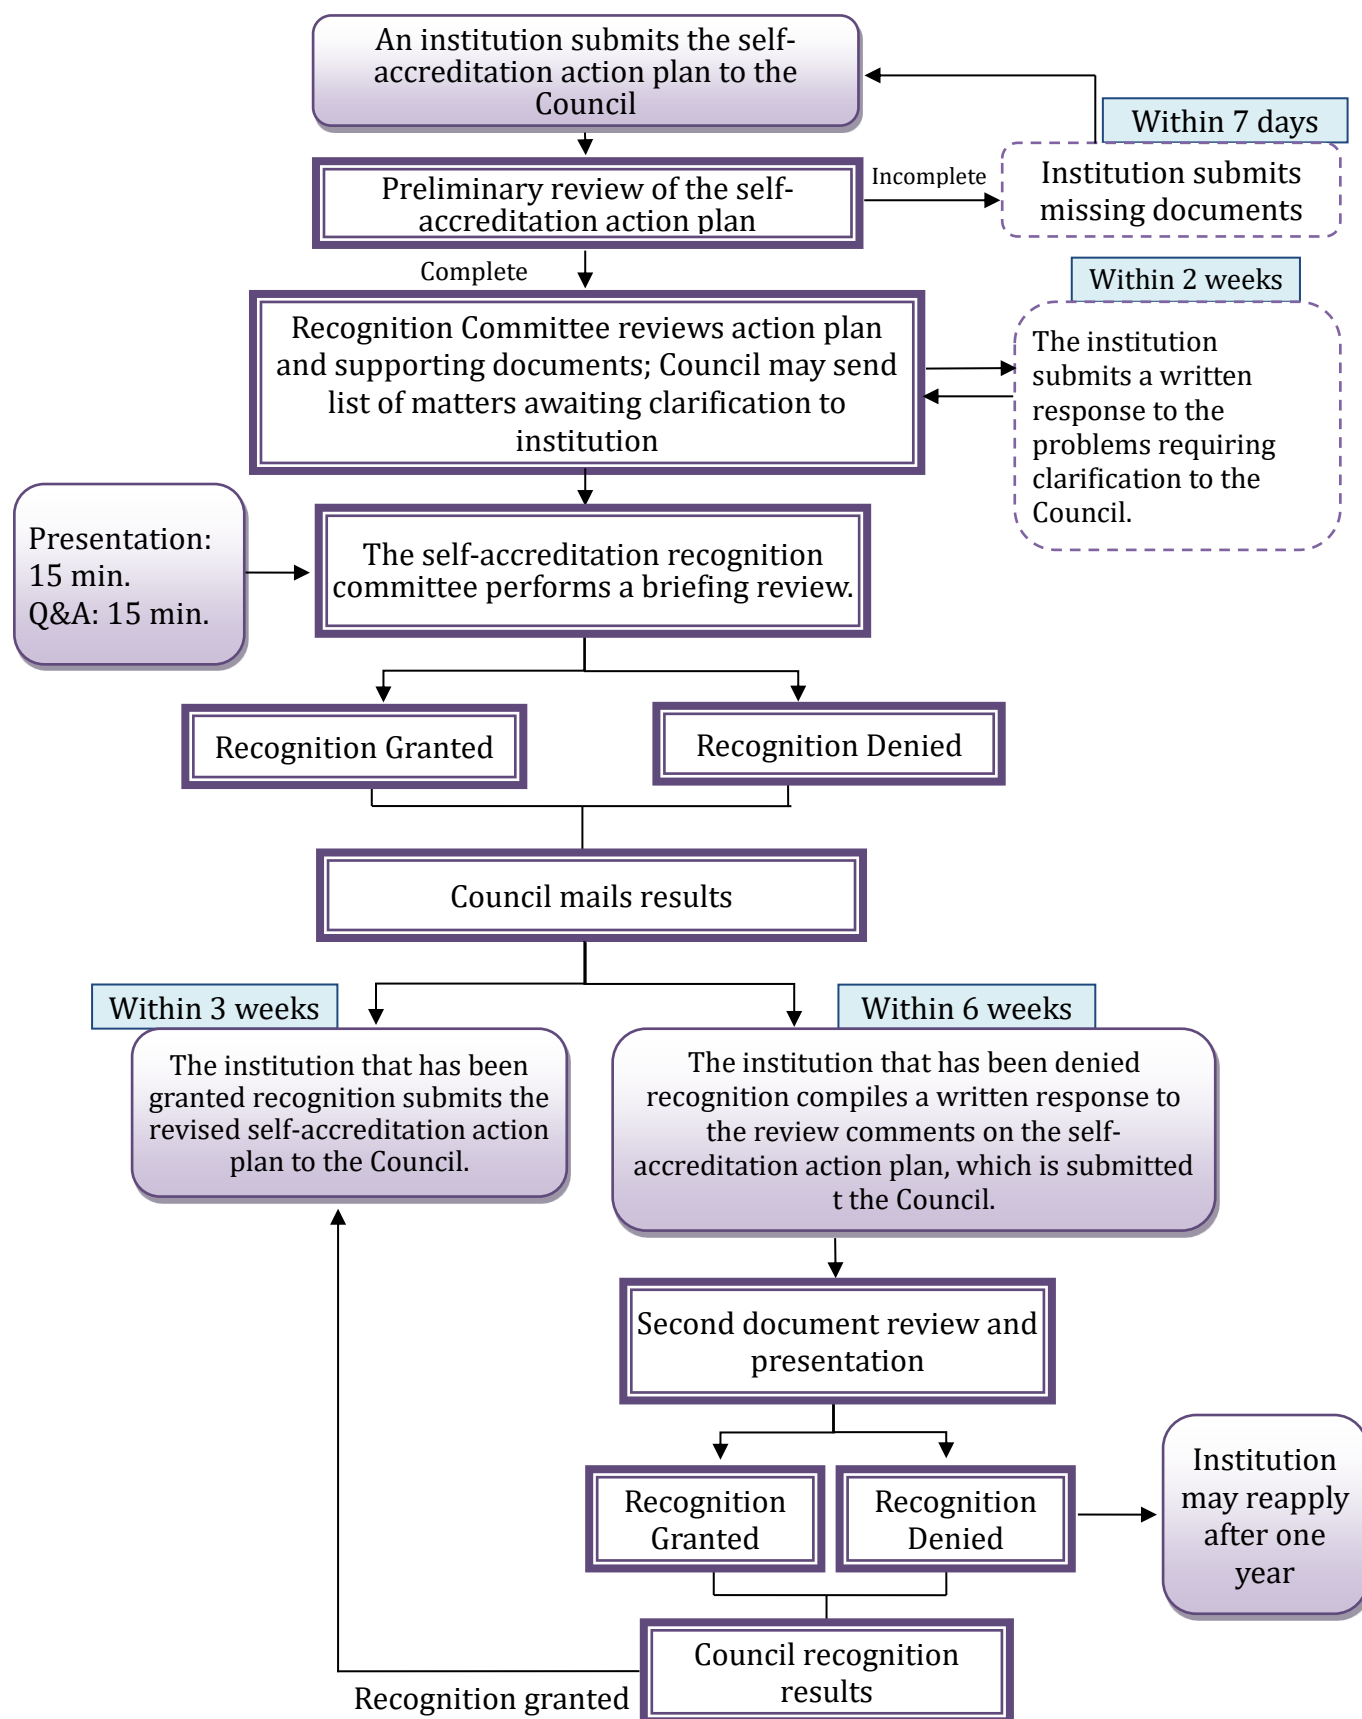 An institution submits the self-
accreditation action plan to the
Council
Within 7 days
Preliminary review of the self-
accreditation action plan
Incomplete
Institution submits
missing documents
Complete
Within 2 weeks
Recognition Committee reviews action plan
and supporting documents; Council may send
list of matters awaiting clarification to
institution
The institution
submits a written
response to the
problems requiring
clarification to the
Council.
Presentation:
15 min.
Q&A: 15 min.
The self-accreditation recognition
committee performs a briefing review.
Recognition Granted
Recognition Denied
Council mails results
Within 3 weeks
The institution that has been
granted recognition submits the
revised self-accreditation action
plan to the Council.
Within 6 weeks
The institution that has been denied
recognition compiles a written response to
the review comments on the self-
accreditation action plan, which is submitted
t the Council.
Second document review and
presentation
Recognition
Granted
Recognition
Denied
Institution
may reapply
after one
year
Council recognition
results
Recognition granted